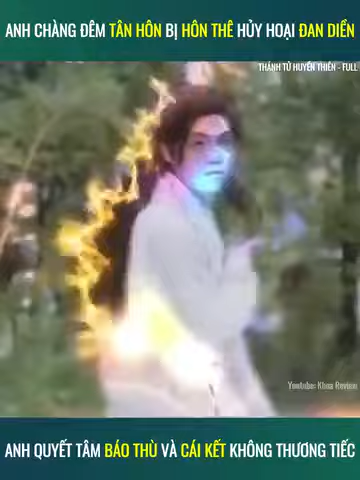 ANH CHÀNG ĐÊM TÂN HÔN BỊ HÔN THÊ HỦY HOẠI ĐAN DIỀN
THÁNH TỬ HUYỀN THIÊN - FULL
Youtube: Khoa Review
ANH QUYẾT TÂM BÁO THÙ VÀ CÁI KẾT KHÔNG THƯƠNG TIẾC